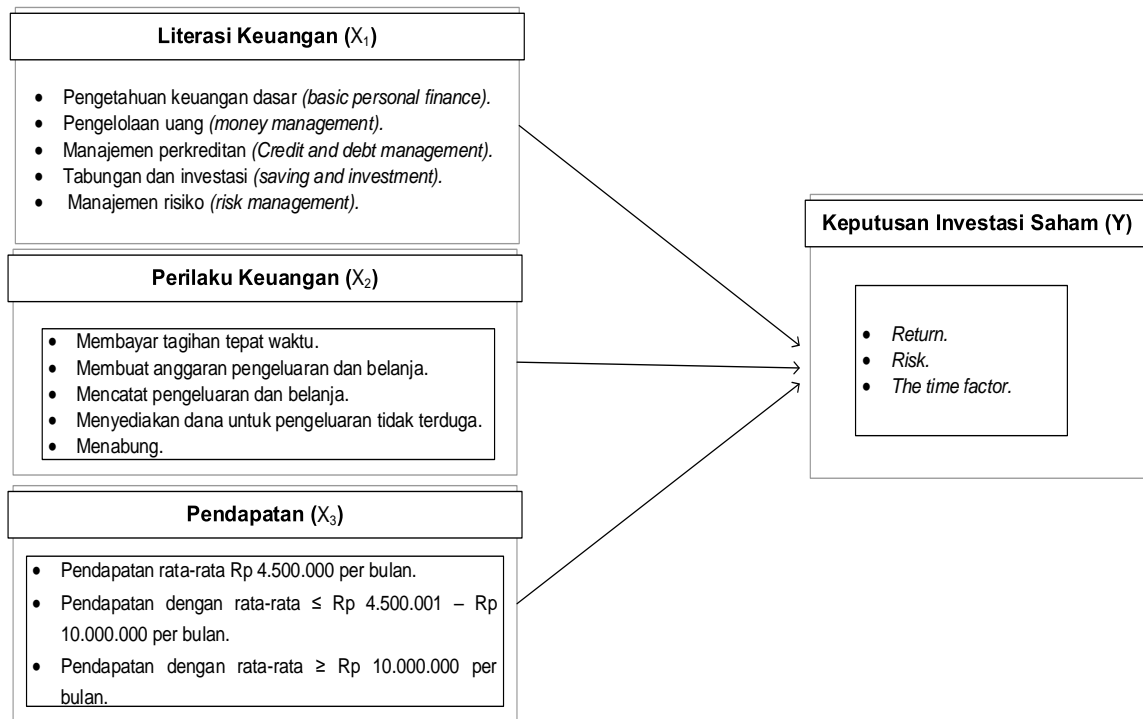 Literasi Keuangan (X₁)
• Pengetahuan keuangan dasar (basic personal finance).
• Pengelolaan uang (money management).
• Manajemen perkreditan (Credit and debt management).
• Tabungan dan investasi (saving and investment).
• Manajemen risiko (risk management).
Perilaku Keuangan (X₂)
• Membayar tagihan tepat waktu.
• Membuat anggaran pengeluaran dan belanja.
• Mencatat pengeluaran dan belanja.
• Menyediakan dana untuk pengeluaran tidak terduga.
• Menabung.
Pendapatan (X₃)
• Pendapatan rata-rata Rp 4.500.000 per bulan.
• Pendapatan dengan rata-rata ≤ Rp 4.500.001 – Rp
10.000.000 per bulan.
• Pendapatan dengan rata-rata ≥ Rp 10.000.000 per
bulan.
Keputusan Investasi Saham (Y)
• Return.
• Risk.
• The time factor.